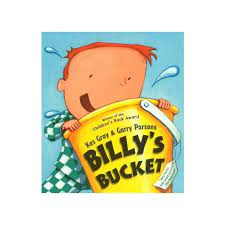 Winner of the
Children's Book Award
Kes Gray & Garry Parsons
BILLY'S
BUCKET